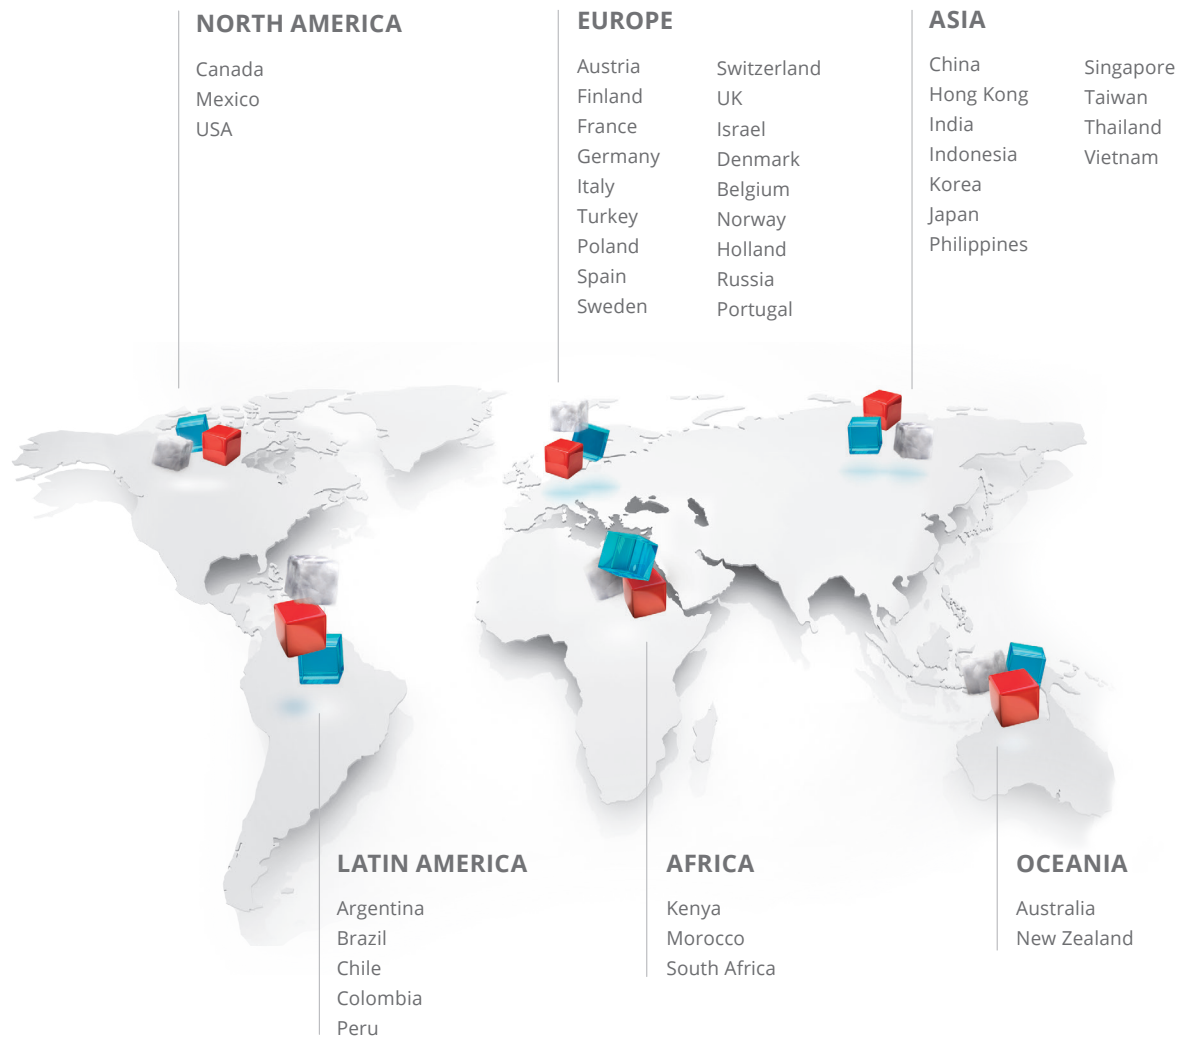 NORTH AMERICA
Canada
Mexico
USA
EUROPE
Austria
Finland
France
Germany
Italy
Turkey
Poland
Spain
Sweden
Switzerland
UK
Israel
Denmark
Belgium
Norway
Holland
Russia
Portugal
ASIA
China
Hong Kong
India
Indonesia
Korea
Japan
Philippines
Singapore
Taiwan
Thailand
Vietnam
LATIN AMERICA
Argentina
Brazil
Chile
Colombia
Peru
AFRICA
Kenya
Morocco
South Africa
OCEANIA
Australia
New Zealand